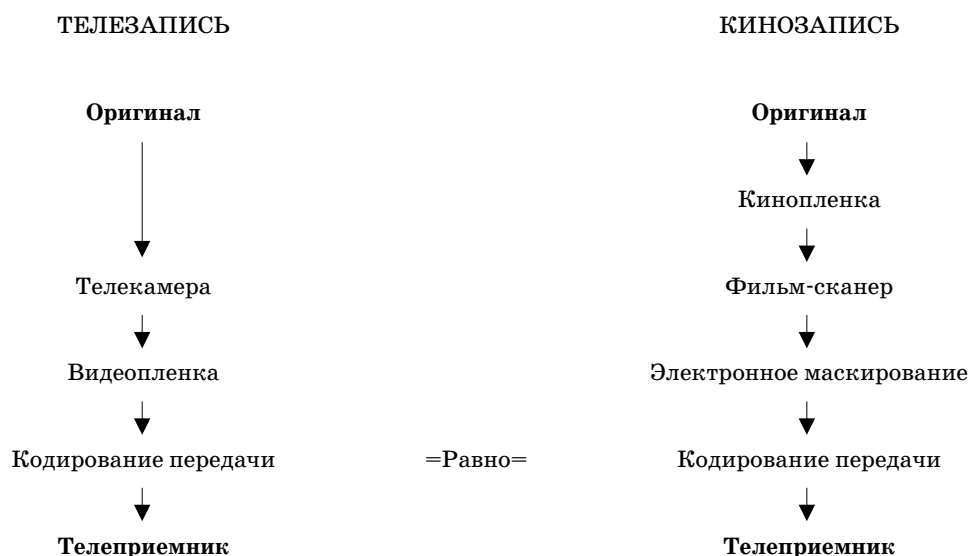 ТЕЛЕЗАПИСЬ КИНОЗАПИСЬ
Оригинал Оригинал
Кинопленка
Телекамера Фильм-сканер
Видеопленка Электронное маскирование
Кодирование передачи =Равно= Кодирование передачи
Телеприемник Телеприемник